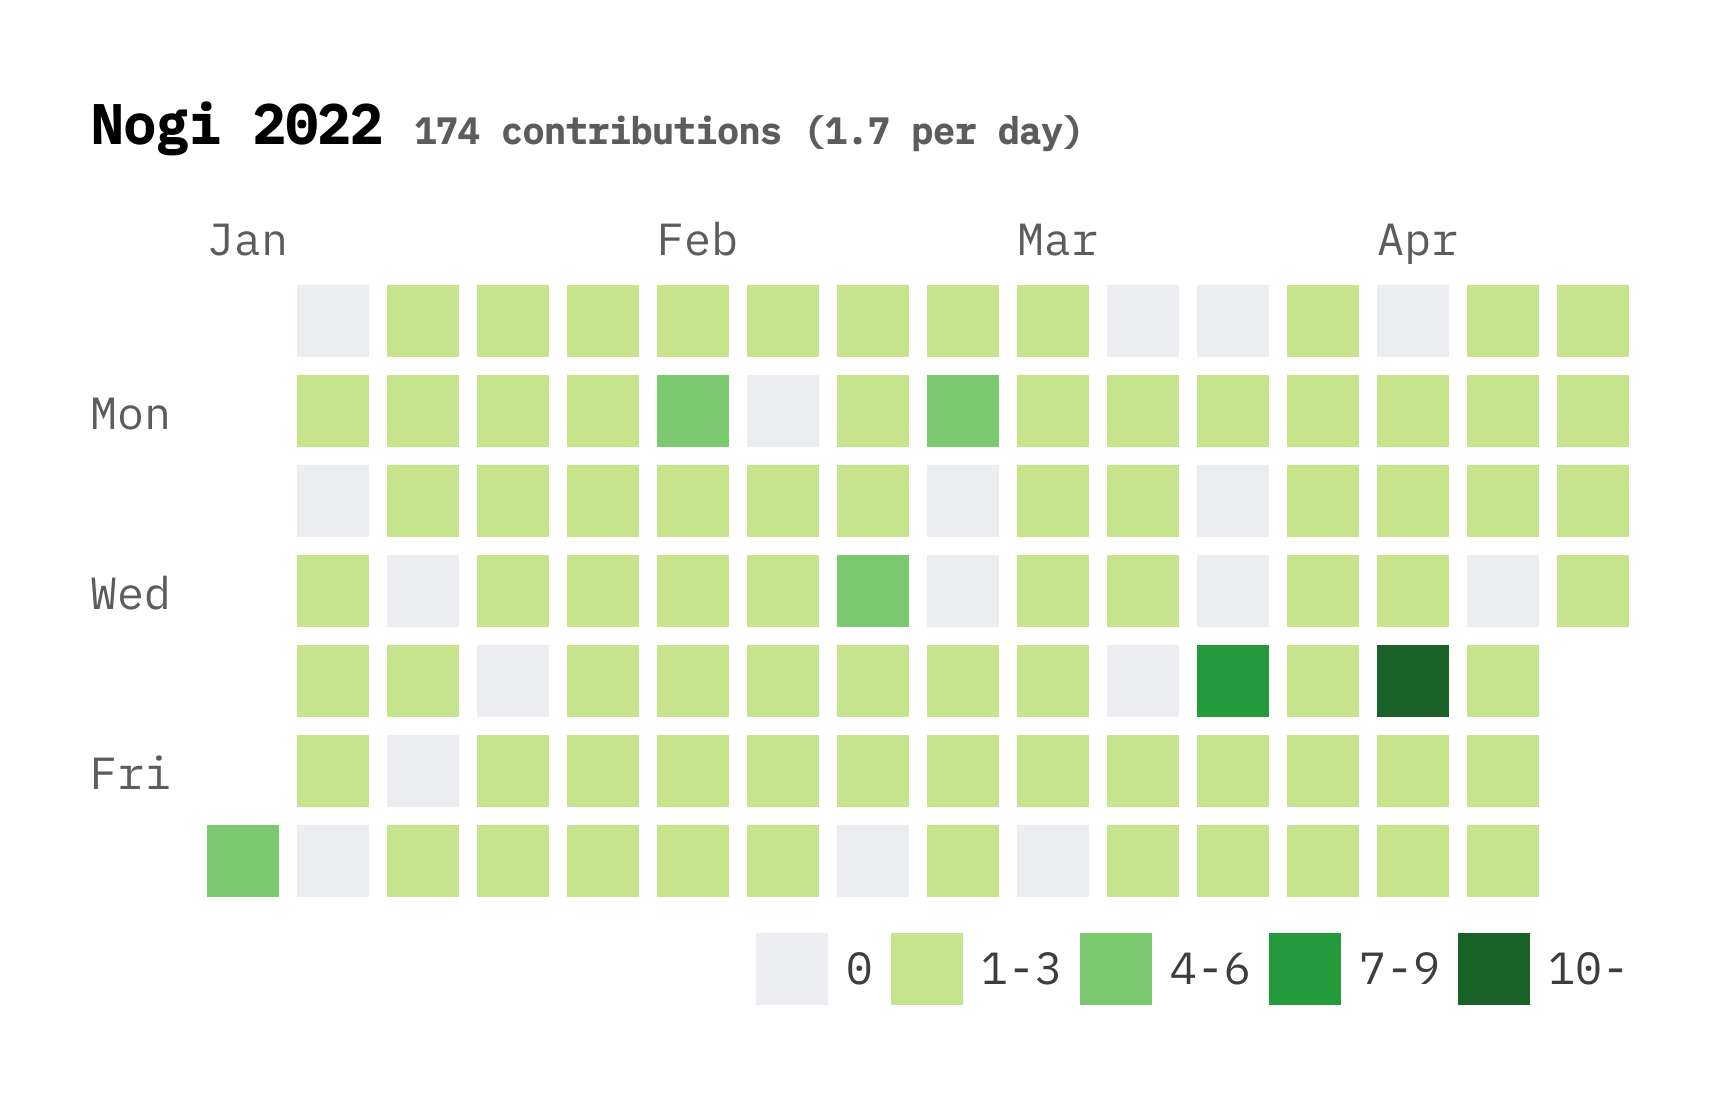 Nogi 2022 174 contributions (1.7 per day)
Jan Feb Mar Apr
Mon
Wed
Fri
0 1-3 4-6 7-9 10-